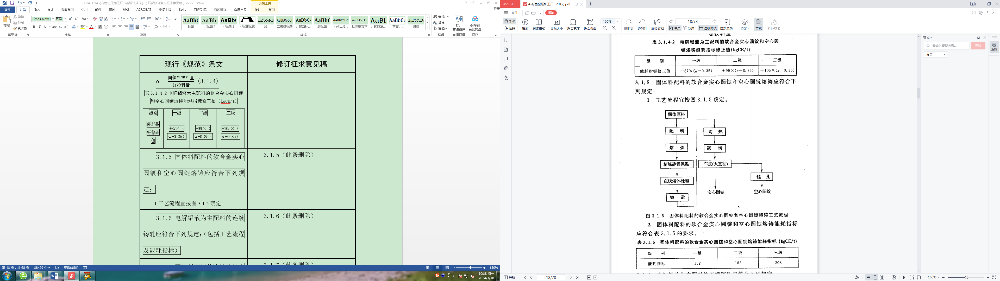 2024-3-14《有色金属加工厂节能设计规范》（局部修订条文征求意见稿）.docx - Word
表格工具
登录
文件
开始
插入
设计
页面布局
引用
邮件
审阅
视图
ACROBAT
更多工具
Solid
特色功能
有道翻译
百度网盘
设计
布局
粘贴
剪切
复制
格式刷
Times New F
五号
剪贴板
字体
段落
样式
编辑
有道翻译
保存
标题
标题 1
标题 2
标准标志
段
二级条标题
封面标...
副标题
列出段...
批注框文本
其他发...
前言、...
强调
查找
替换
选择
打开
有道翻译
保存到
百度网盘
现行《规范》条文
修订征求意见稿
α = 固体料投料量/总投料量 (3.1.4)
表 3.1.4-2 电解铝液为主配料的软合金实心圆锭
和空心圆锭熔铸能耗指标修正值（kgCE/t)
级别 一级 二级 三级
能耗指标修正值 +87×（α-0.35） +99×（α-0.35） +105×（α-0.35）
3.1.5 固体料配料的软合金实心
圆镀和空心圆锭熔铸应符合下列规
定：
1 工艺流程宜按图 3.1.5 确定.
3.1.5（此条删除）
3.1.6 电解铝液为主配料的连续
铸轧应符合下列规定：（包括工艺流程
及能耗指标）
3.1.6（此条删除）
3.1.7（此条删除）
第 13 页，共 68 页
38429 个字
英语(美国)
150%
10:38 周一
2024/3/18
WPS PDF
4-有色金属加工厂...2012).pdf
文件
阅读
手型
选择
播放
阅读模式
实际大小
适合宽度
适合页面
160%
顺时针
逆时针
旋转文档
18/78
单页
双页
连续阅读
自动滚动
背景
查找
验证签名
查找
请输入查找内容...
查找
设置
查找
总投料量
表 3.1.4-2 电解铝液为主配料的软合金实心圆锭和空心圆
锭熔铸能耗指标修正值(kgCE/t)
级 别 一级 二级 三级
能耗指标修正值 +87×(α−0.35) +99×(α−0.35) +105×(α−0.35)
3.1.5 固体料配料的软合金实心圆锭和空心圆锭熔铸应符合下
列规定：
1 工艺流程宜按图 3.1.5 确定。
固体原料
配 料
熔 炼
精炼静置保温
在线熔体处理
铸 造
均 热
锯 切
车皮(大直径)
镗 孔
实心圆锭
空心圆锭
图 3.1.5 固体料配料的软合金实心圆锭和空心圆锭熔铸工艺流程
2 固体料配料的软合金实心圆锭和空心圆锭熔铸能耗指标
应符合表 3.1.5 的要求。
表 3.1.5 固体料配料的软合金实心圆锭和空心圆锭熔铸能耗指标 (kgCE/t)
级 别 一级 二级 三级
能耗指标 152 182 208
导航
18/78
160%